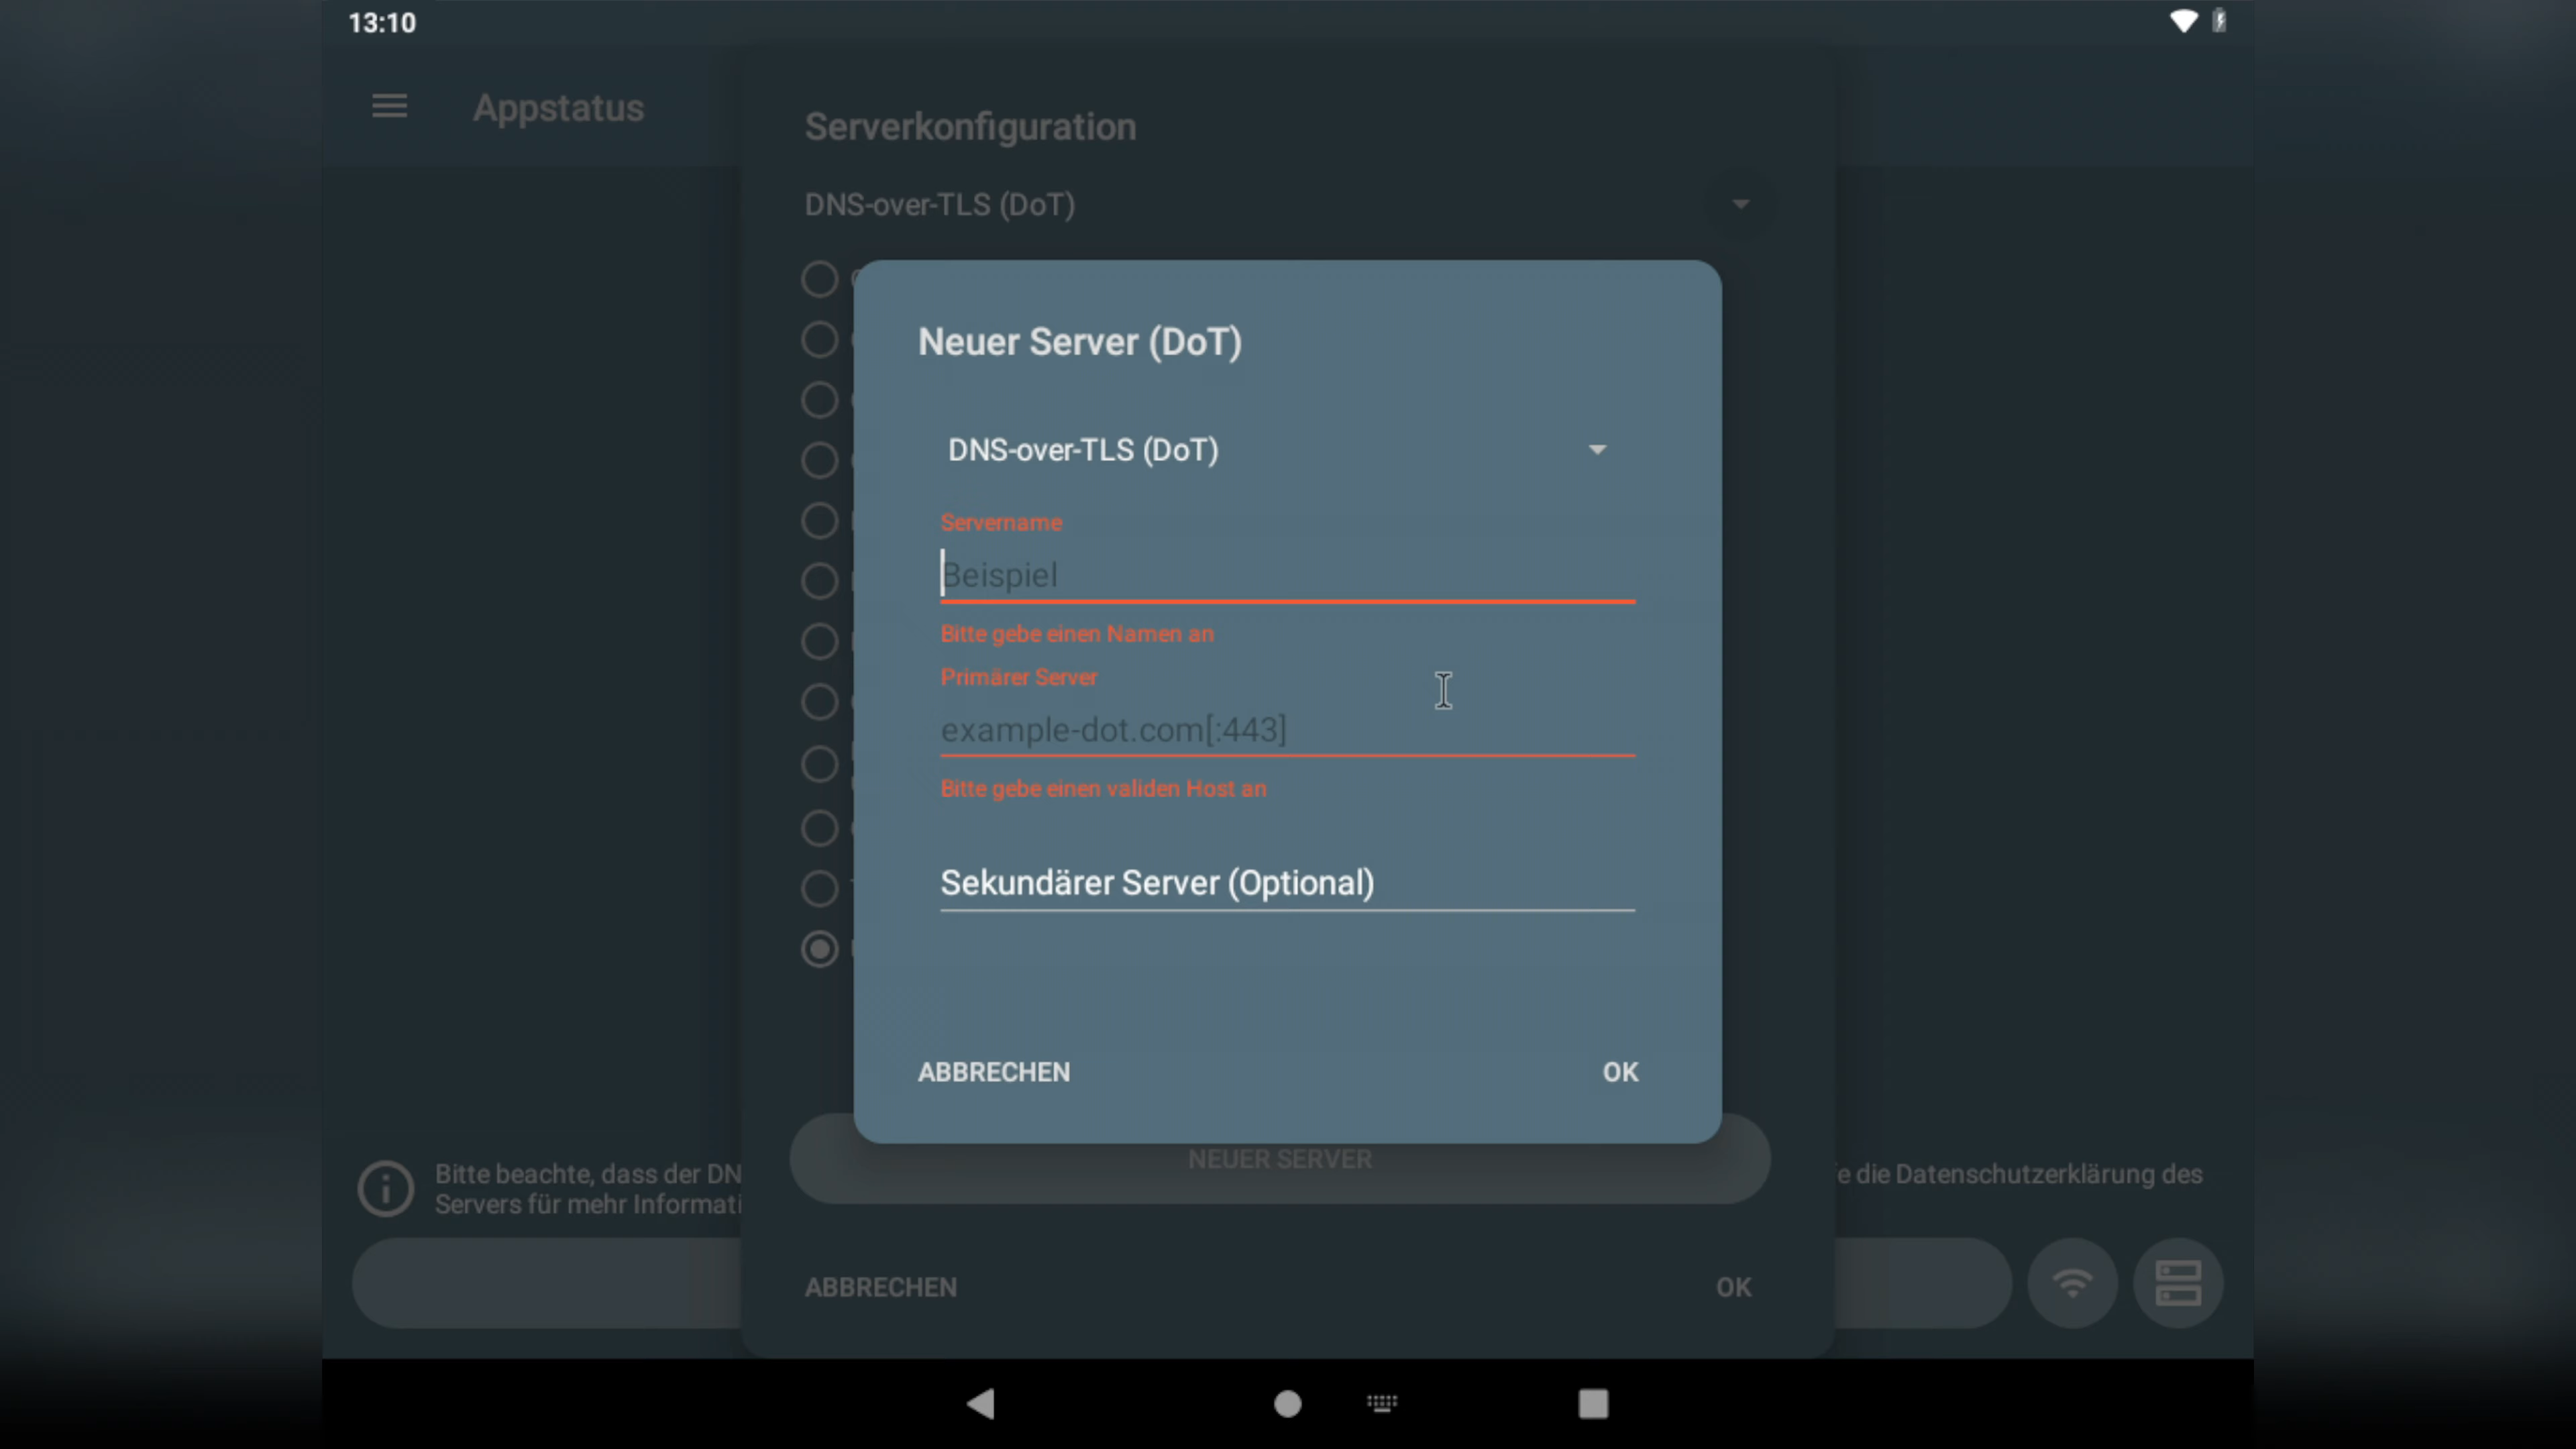 13:10
Appstatus
Serverkonfiguration
DNS-over-TLS (DoT)
Neuer Server (DoT)
DNS-over-TLS (DoT)
Servername
Beispiel
Bitte gebe einen Namen an
Primärer Server
example-dot.com[:443]
Bitte gebe einen validen Host an
Sekundärer Server (Optional)
ABBRECHEN OK
NEUER SERVER
Bitte beachte, dass der DN
e die Datenschutzerklärung des
Servers für mehr Informati
ABBRECHEN OK